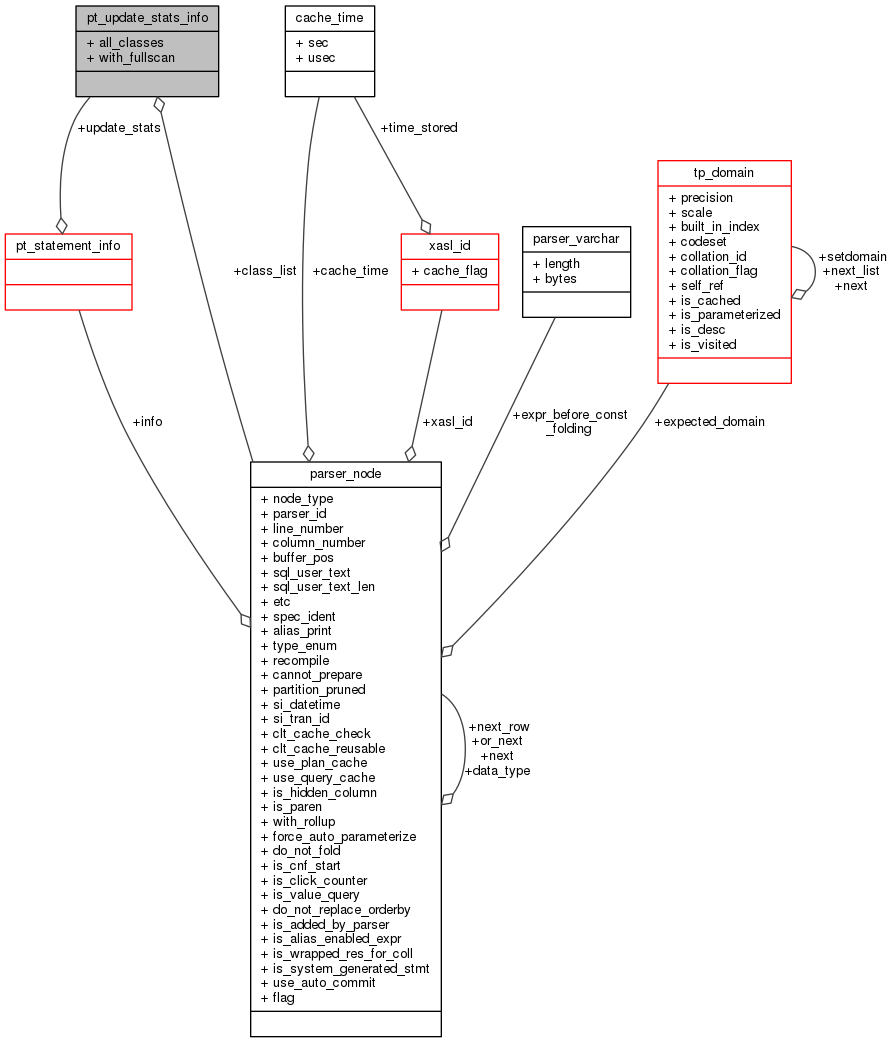 pt_update_stats_info
+ all_classes
+ with_fullscan
cache_time
+ sec
+ usec
+update_stats
+time_stored
tp_domain
+ precision
+ scale
+ built_in_index
+ codeset
+ collation_id
+ collation_flag
+ self_ref
+ is_cached
+ is_parameterized
+ is_desc
+ is_visited
+setdomain
+next_list
+next
pt_statement_info
xasl_id
+ cache_flag
parser_varchar
+ length
+ bytes
+class_list
+cache_time
+info
+xasl_id
+expr_before_const
_folding
+expected_domain
parser_node
+ node_type
+ parser_id
+ line_number
+ column_number
+ buffer_pos
+ sql_user_text
+ sql_user_text_len
+ etc
+ spec_ident
+ alias_print
+ type_enum
+ recompile
+ cannot_prepare
+ partition_pruned
+ si_datetime
+ si_tran_id
+ clt_cache_check
+ clt_cache_reusable
+ use_plan_cache
+ use_query_cache
+ is_hidden_column
+ is_paren
+ with_rollup
+ force_auto_parameterize
+ do_not_fold
+ is_cnf_start
+ is_click_counter
+ is_value_query
+ do_not_replace_orderby
+ is_added_by_parser
+ is_alias_enabled_expr
+ is_wrapped_res_for_coll
+ is_system_generated_stmt
+ use_auto_commit
+ flag
+next_row
+or_next
+next
+data_type